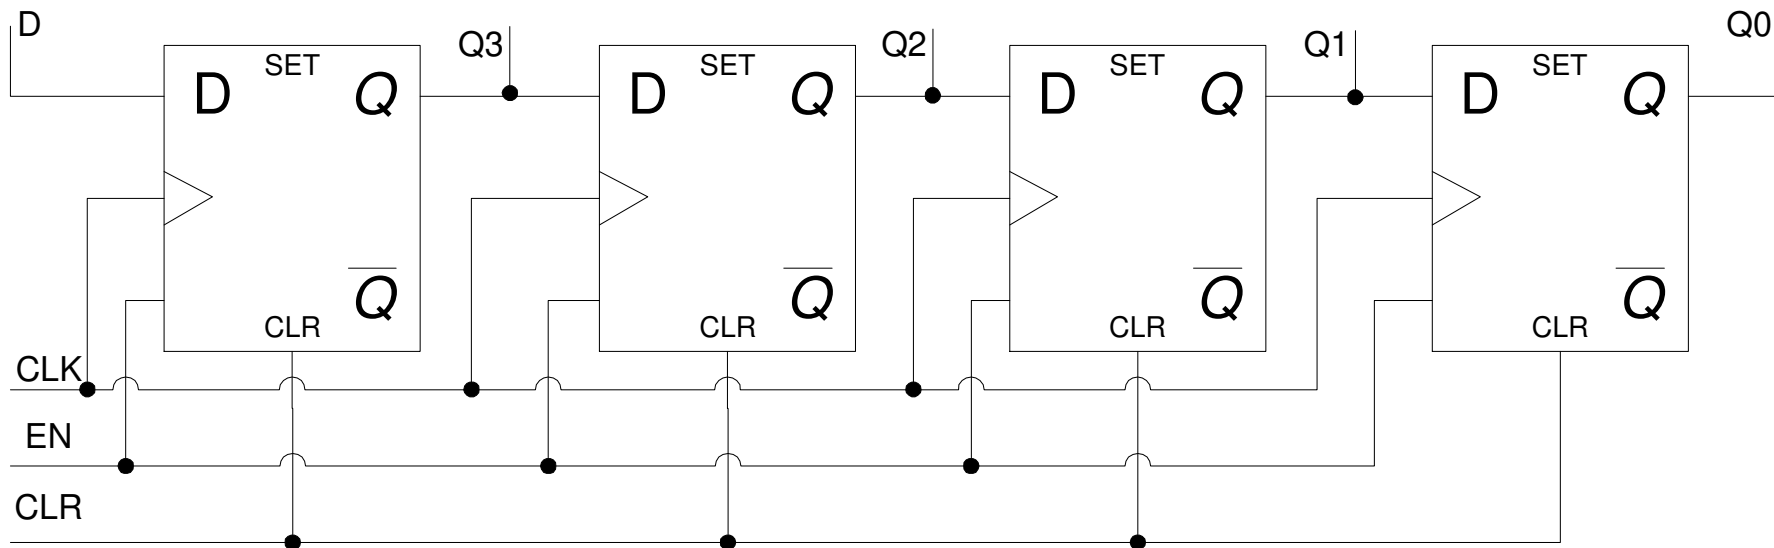 D Q3 Q2 Q1 Q0
SET SET SET SET
D Q D Q D Q D Q
Q̅ Q̅ Q̅ Q̅
CLR CLR CLR CLR
CLK
EN
CLR